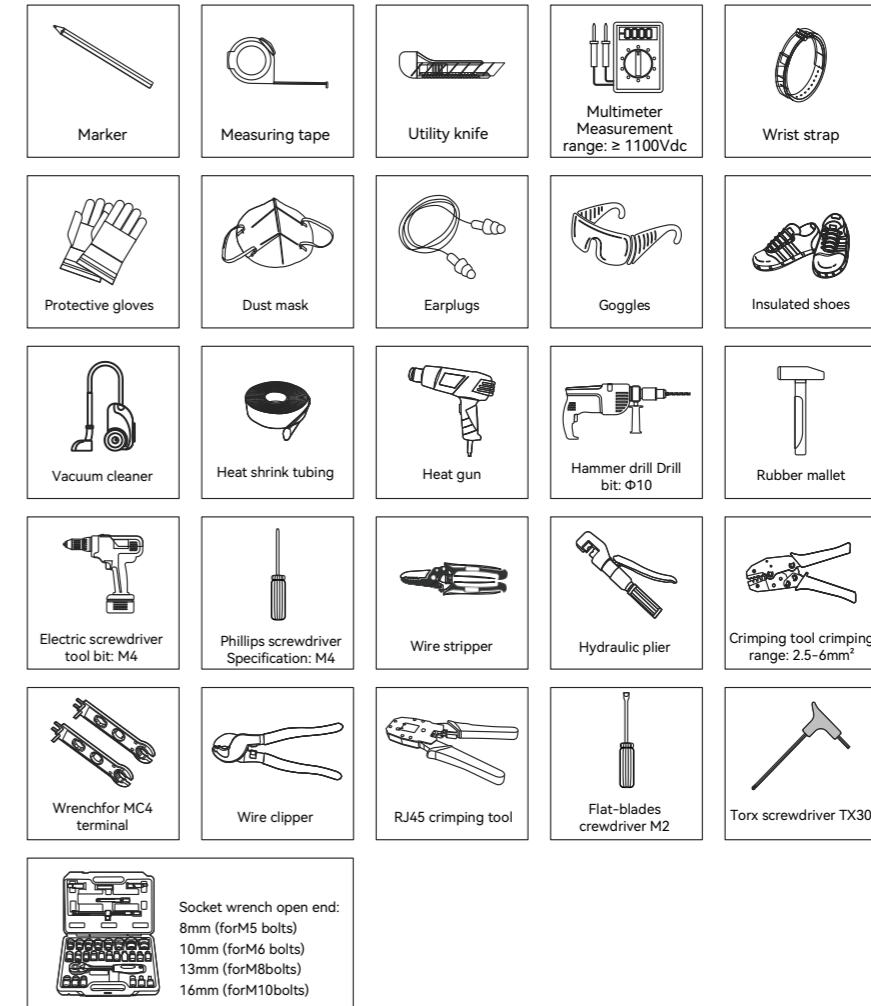 Marker
Measuring tape
Utility knife
Multimeter
Measurement
range: ≥ 1100Vdc
Wrist strap
Protective gloves
Dust mask
Earplugs
Goggles
Insulated shoes
Vacuum cleaner
Heat shrink tubing
Heat gun
Hammer drill Drill
bit: Φ10
Rubber mallet
Electric screwdriver
tool bit: M4
Phillips screwdriver
Specification: M4
Wire stripper
Hydraulic plier
Crimping tool crimping
range: 2.5-6mm²
Wrenchfor MC4
terminal
Wire clipper
RJ45 crimping tool
Flat-blades
crewdriver M2
Torx screwdriver TX30
Socket wrench open end:
8mm (forM5 bolts)
10mm (forM6 bolts)
13mm (forM8bolts)
16mm (forM10bolts)